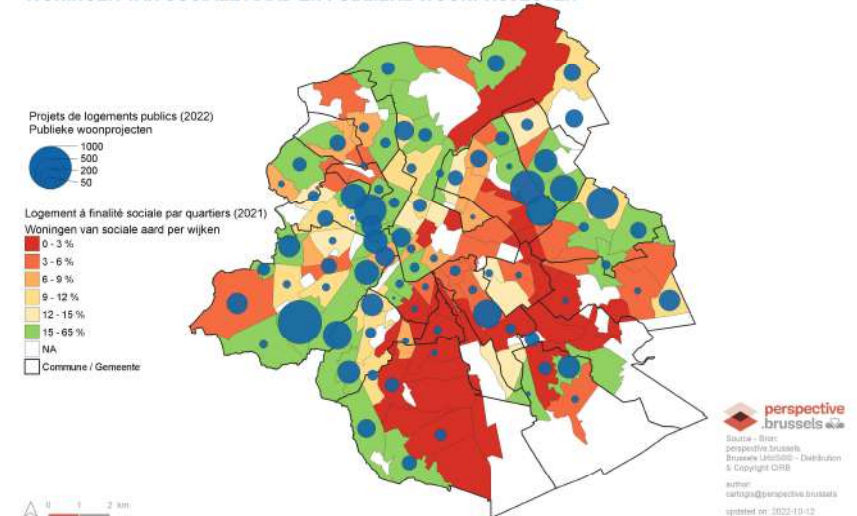 Projets de logements publics (2022)
Publieke woonprojecten
1000
500
200
50
Logement à finalité sociale par quartiers (2021)
Woningen van sociale aard per wijken
0 - 3 %
3 - 6 %
6 - 9 %
9 - 12 %
12 - 15 %
15 - 65 %
NA
Commune / Gemeente
perspective
.brussels
Source - Bron:
perspective.brussels
Brussels UrbIS®© - Distribution
& Copyright CIRB
author:
cartogis@perspective.brussels
updated on: 2022-10-12
0 1 2 km